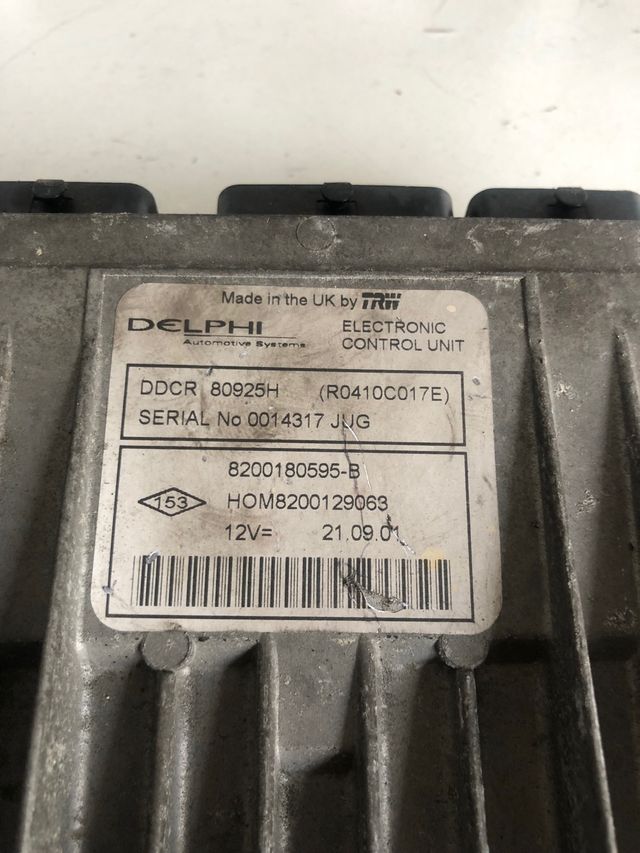 Made in the UK by TRW
DELPHI
Automotive Systems
ELECTRONIC
CONTROL UNIT
DDCR 80925H (R0410C017E)
SERIAL No 0014317 JUG
8200180595-B
153
HOM8200129063
12V= 21.09.01